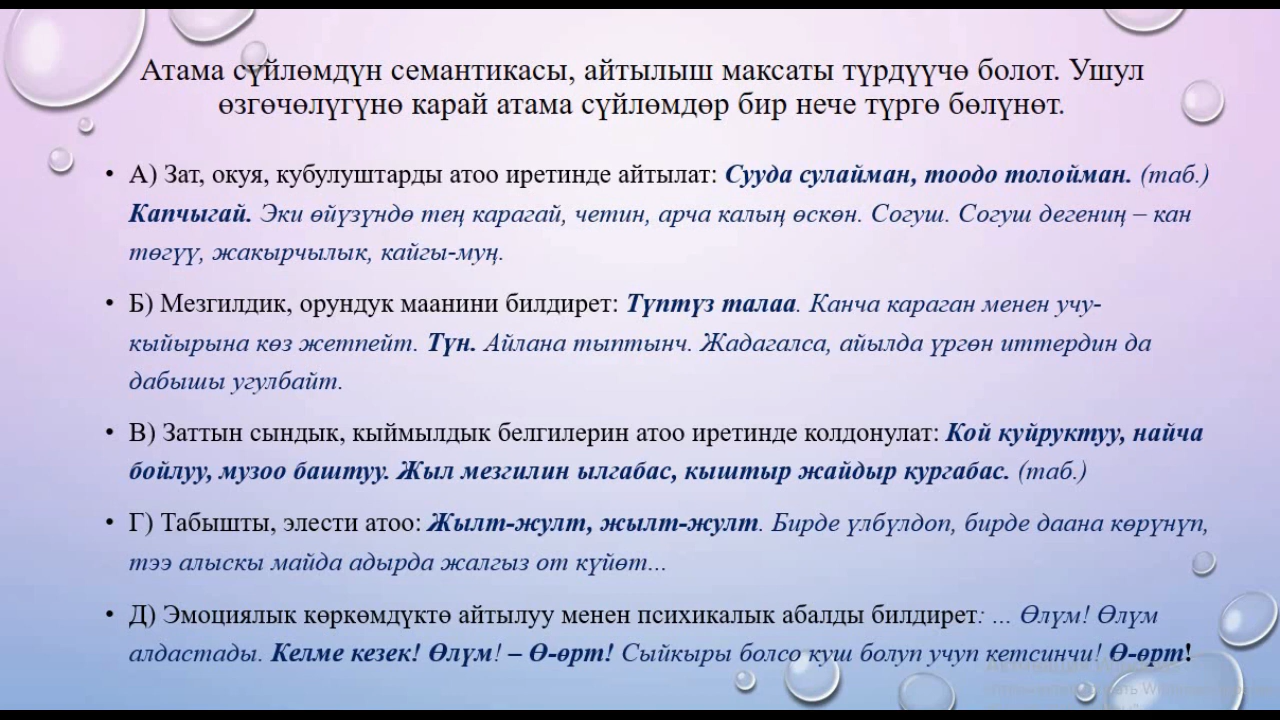 Атама сүйлөмдүн семантикасы, айтылыш максаты түрдүүчө болот. Ушул
өзгөчөлүгүнө карай атама сүйлөмдөр бир нече түргө бөлүнөт.
• А) Зат, окуя, кубулуштарды атоо иретинде айтылат: Сууда сулайман, тоодо толойман. (таб.)
Капчыгай. Эки өйүзүндө тең карагай, четин, арча калың өскөн. Согуш. Согуш дегениң – кан
төгүү, жакырчылык, кайгы-муң.
• Б) Мезгилдик, орундук маанини билдирет: Түптүз талаа. Канча караган менен учу-
кыйырына көз жетпейт. Түн. Айлана тыптынч. Жадагалса, айылда үргөн иттердин да
дабышы угулбайт.
• В) Заттын сындык, кыймылдык белгилерин атоо иретинде колдонулат: Кой куйруктуу, найча
бойлуу, музоо баштуу. Жыл мезгилин ылгабас, кыштыр жайдыр кургабас. (таб.)
• Г) Табышты, элести атоо: Жылт-жулт, жылт-жулт. Бирде үлбүлдөп, бирде даана көрүнүп,
тээ алыскы майда адырда жалгыз от күйөт...
• Д) Эмоциялык көркөмдүктө айтылуу менен психикалык абалды билдирет: ... Өлүм! Өлүм
алдастады. Келме кезек! Өлүм! – Ө-өрт! Сыйкыры болсо куш болуп учуп кетсинчи! Ө-өрт!